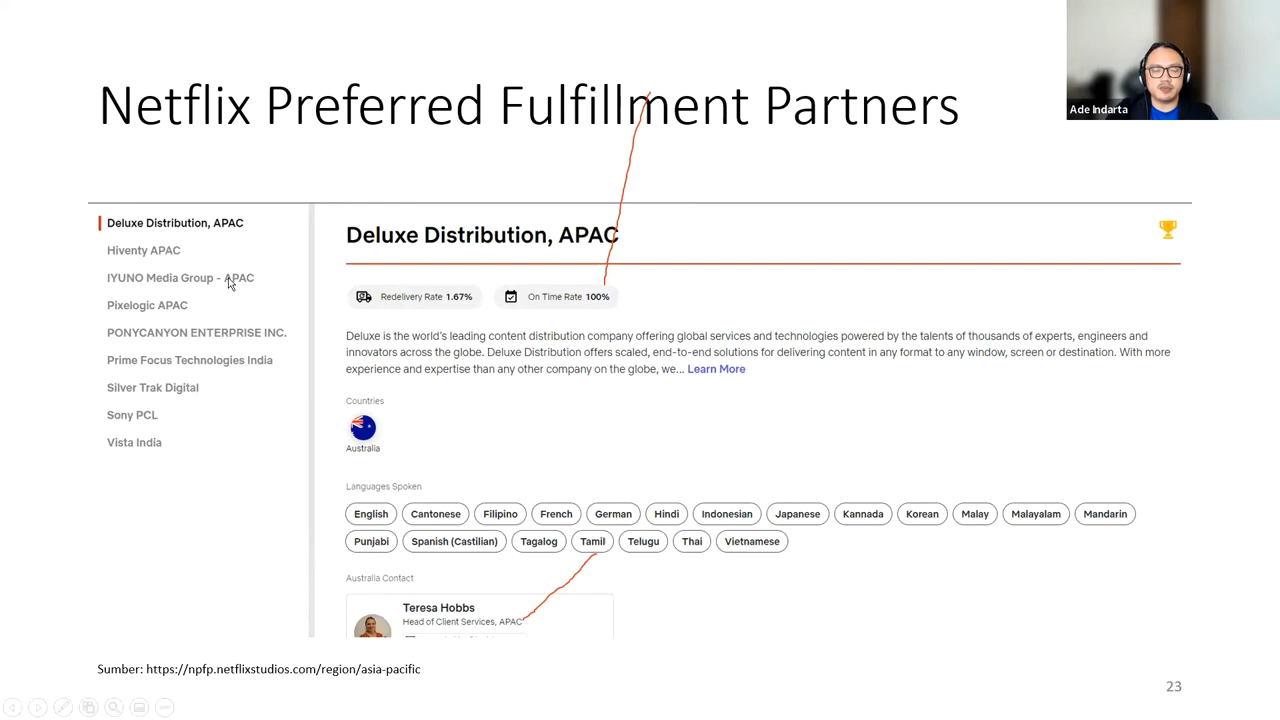 Netflix Preferred Fulfillment Partners
Ade Indarta
Deluxe Distribution, APAC
Hiventy APAC
IYUNO Media Group - APAC
Pixelogic APAC
PONYCANYON ENTERPRISE INC.
Prime Focus Technologies India
Silver Trak Digital
Sony PCL
Vista India
Deluxe Distribution, APAC
Redelivery Rate 1.67% On Time Rate 100%
Deluxe is the world's leading content distribution company offering global services and technologies powered by the talents of thousands of experts, engineers and
innovators across the globe. Deluxe Distribution offers scaled, end-to-end solutions for delivering content in any format to any window, screen or destination. With more
experience and expertise than any other company on the globe, we... Learn More
Countries
Australia
Languages Spoken
English Cantonese Filipino French German Hindi Indonesian Japanese Kannada Korean Malay Malayalam Mandarin
Punjabi Spanish (Castilian) Tagalog Tamil Telugu Thai Vietnamese
Australia Contact
Teresa Hobbs
Head of Client Services, APAC
Sumber: https://npfp.netflixstudios.com/region/asia-pacific
23